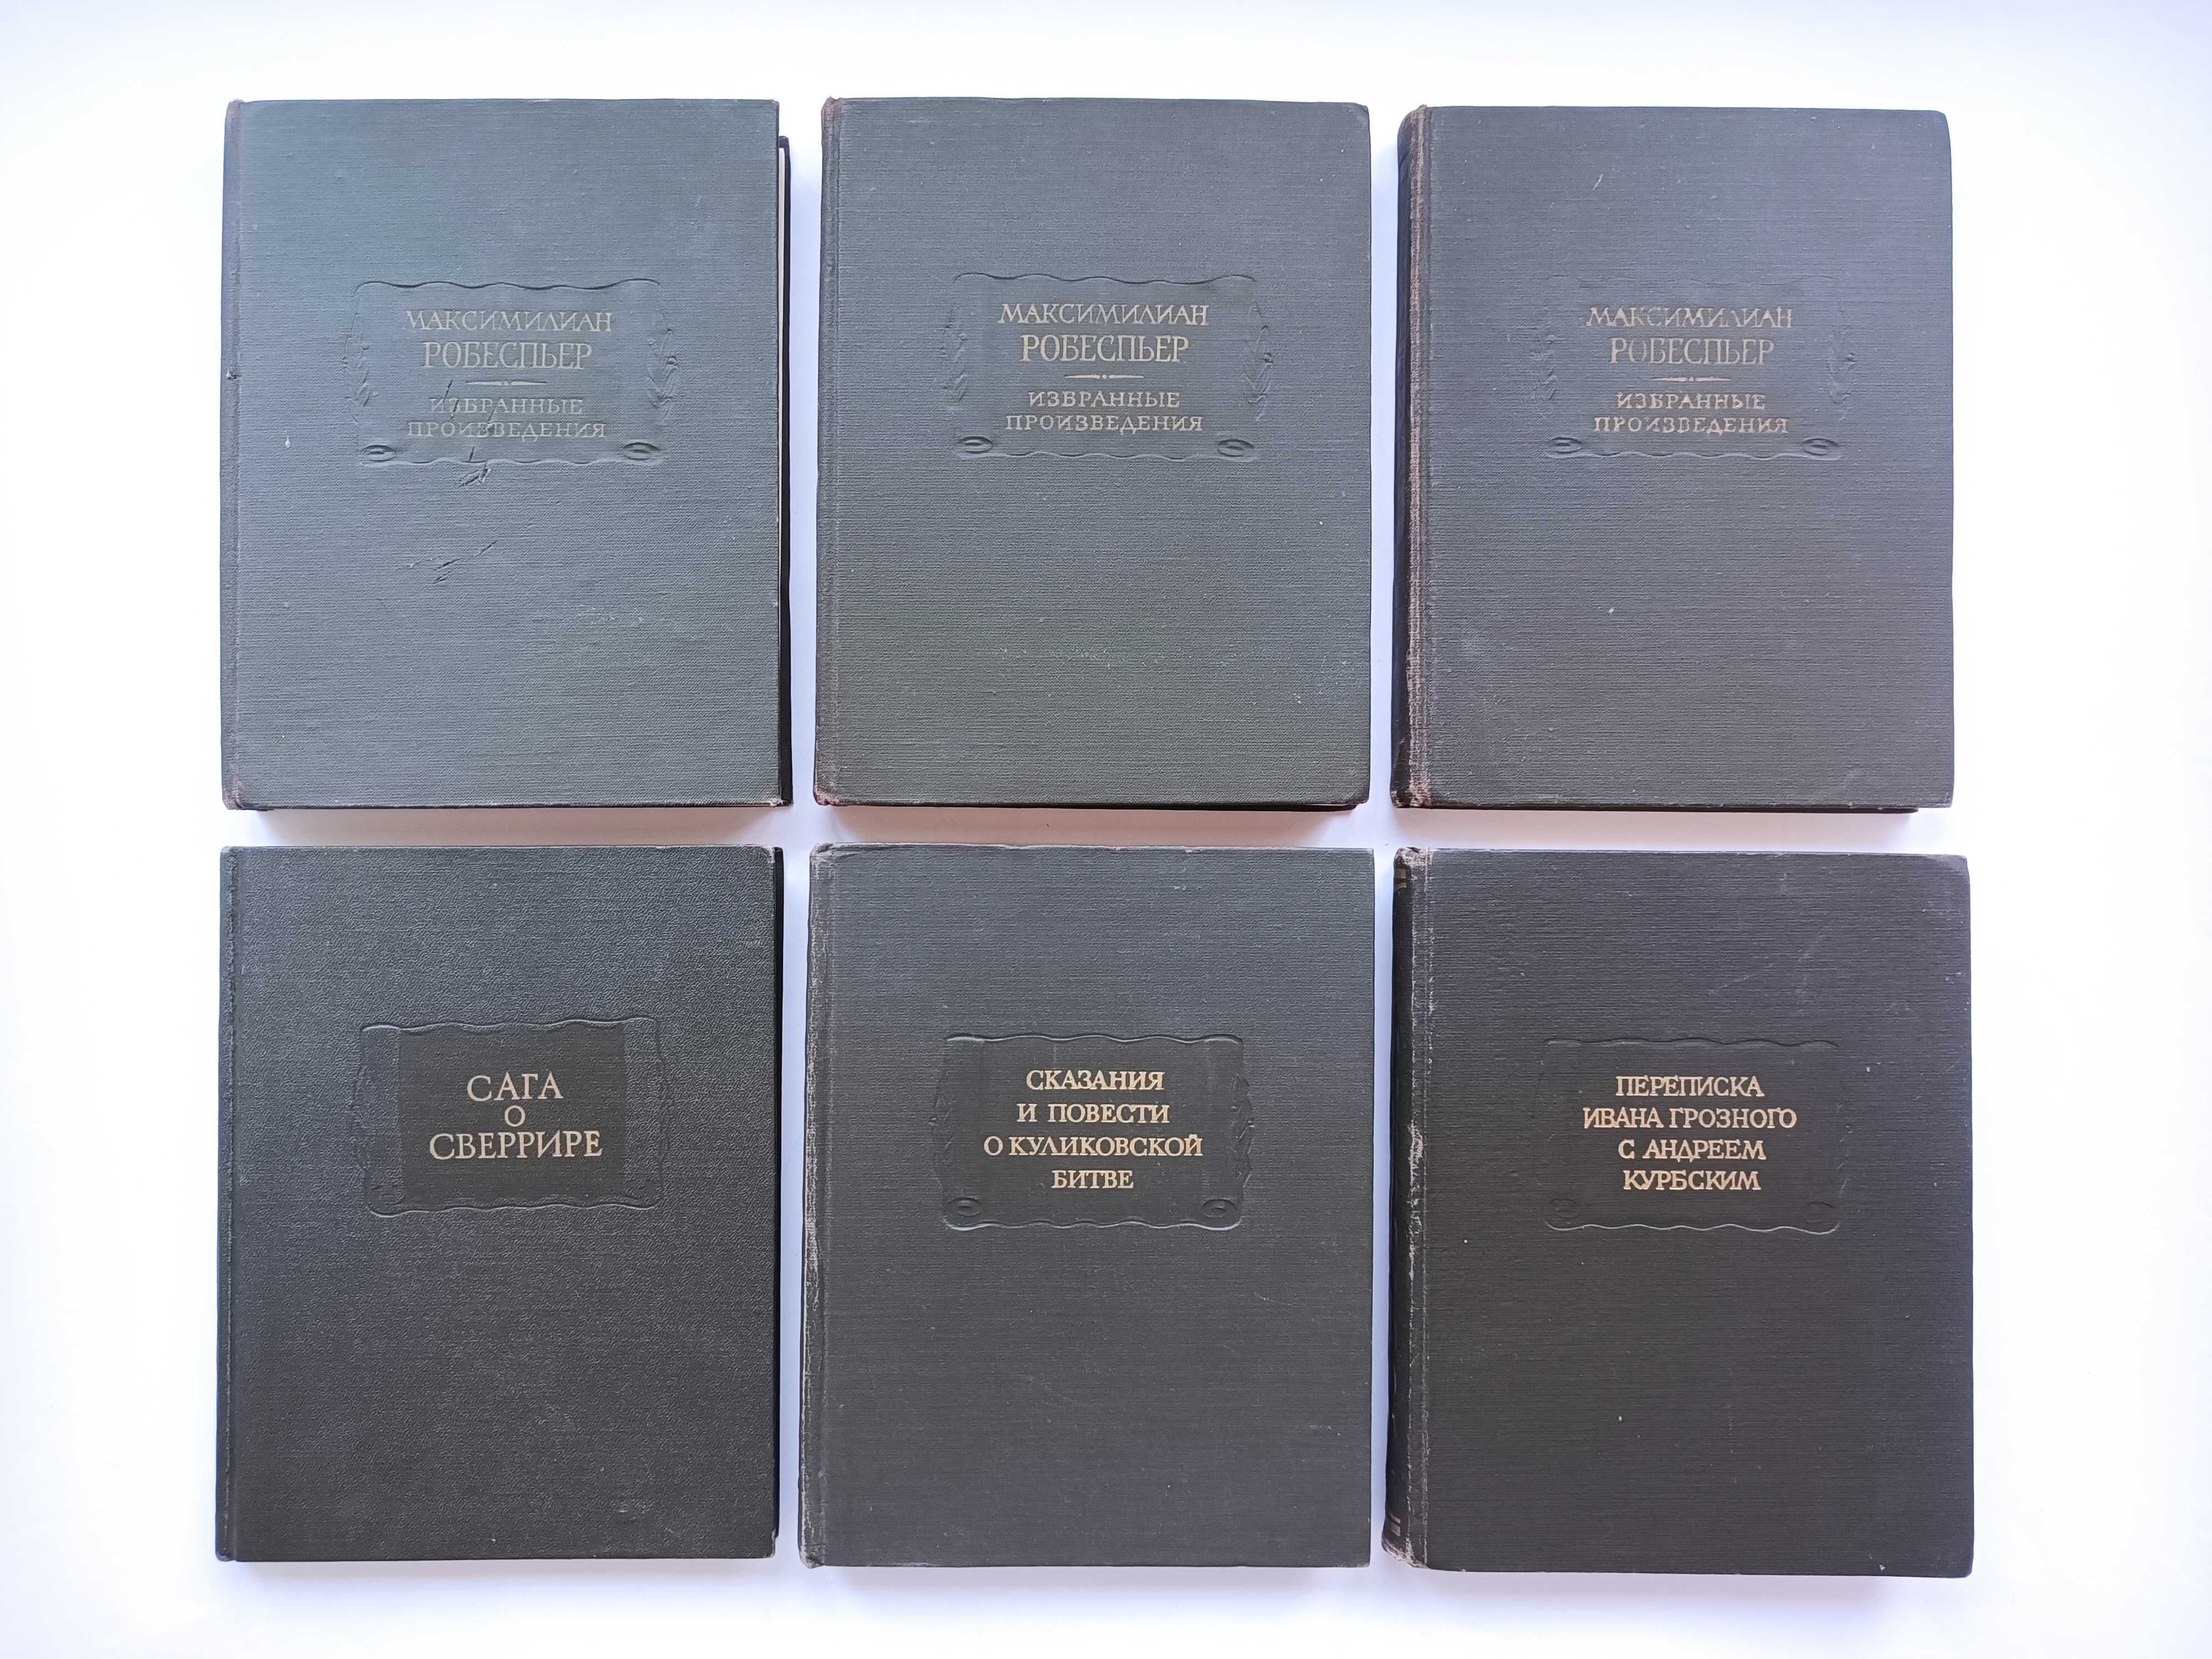 МАКСИМИЛИАН
РОБЕСПЬЕР
ИЗБРАННЫЕ
ПРОИЗВЕДЕНИЯ
МАКСИМИЛИАН
РОБЕСПЬЕР
ИЗБРАННЫЕ
ПРОИЗВЕДЕНИЯ
МАКСИМИЛИАН
РОБЕСПЬЕР
ИЗБРАННЫЕ
ПРОИЗВЕДЕНИЯ
САГА
О
СВЕРРИРЕ
СКАЗАНИЯ
И ПОВЕСТИ
О КУЛИКОВСКОЙ
БИТВЕ
ПЕРЕПИСКА
ИВАНА ГРОЗНОГО
С АНДРЕЕМ
КУРБСКИМ